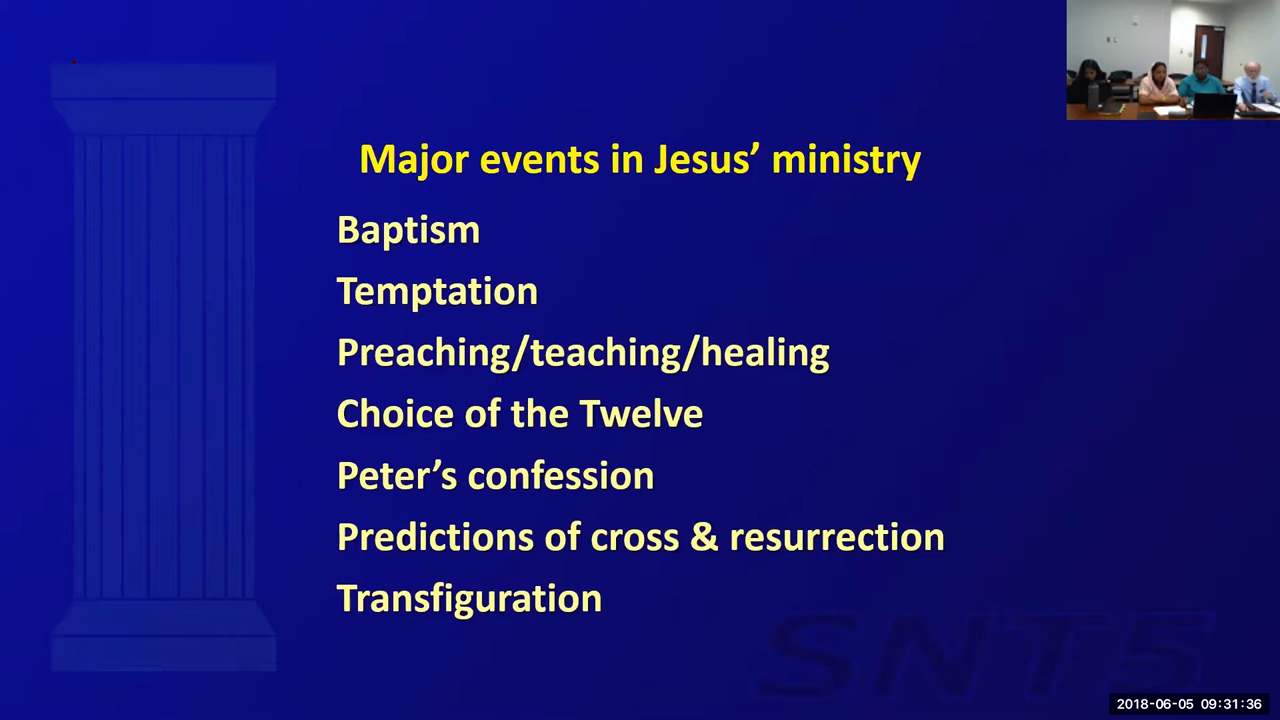 Major events in Jesus’ ministry
Baptism
Temptation
Preaching/teaching/healing
Choice of the Twelve
Peter’s confession
Predictions of cross & resurrection
Transfiguration
SNT5
2018-06-05 09:31:36